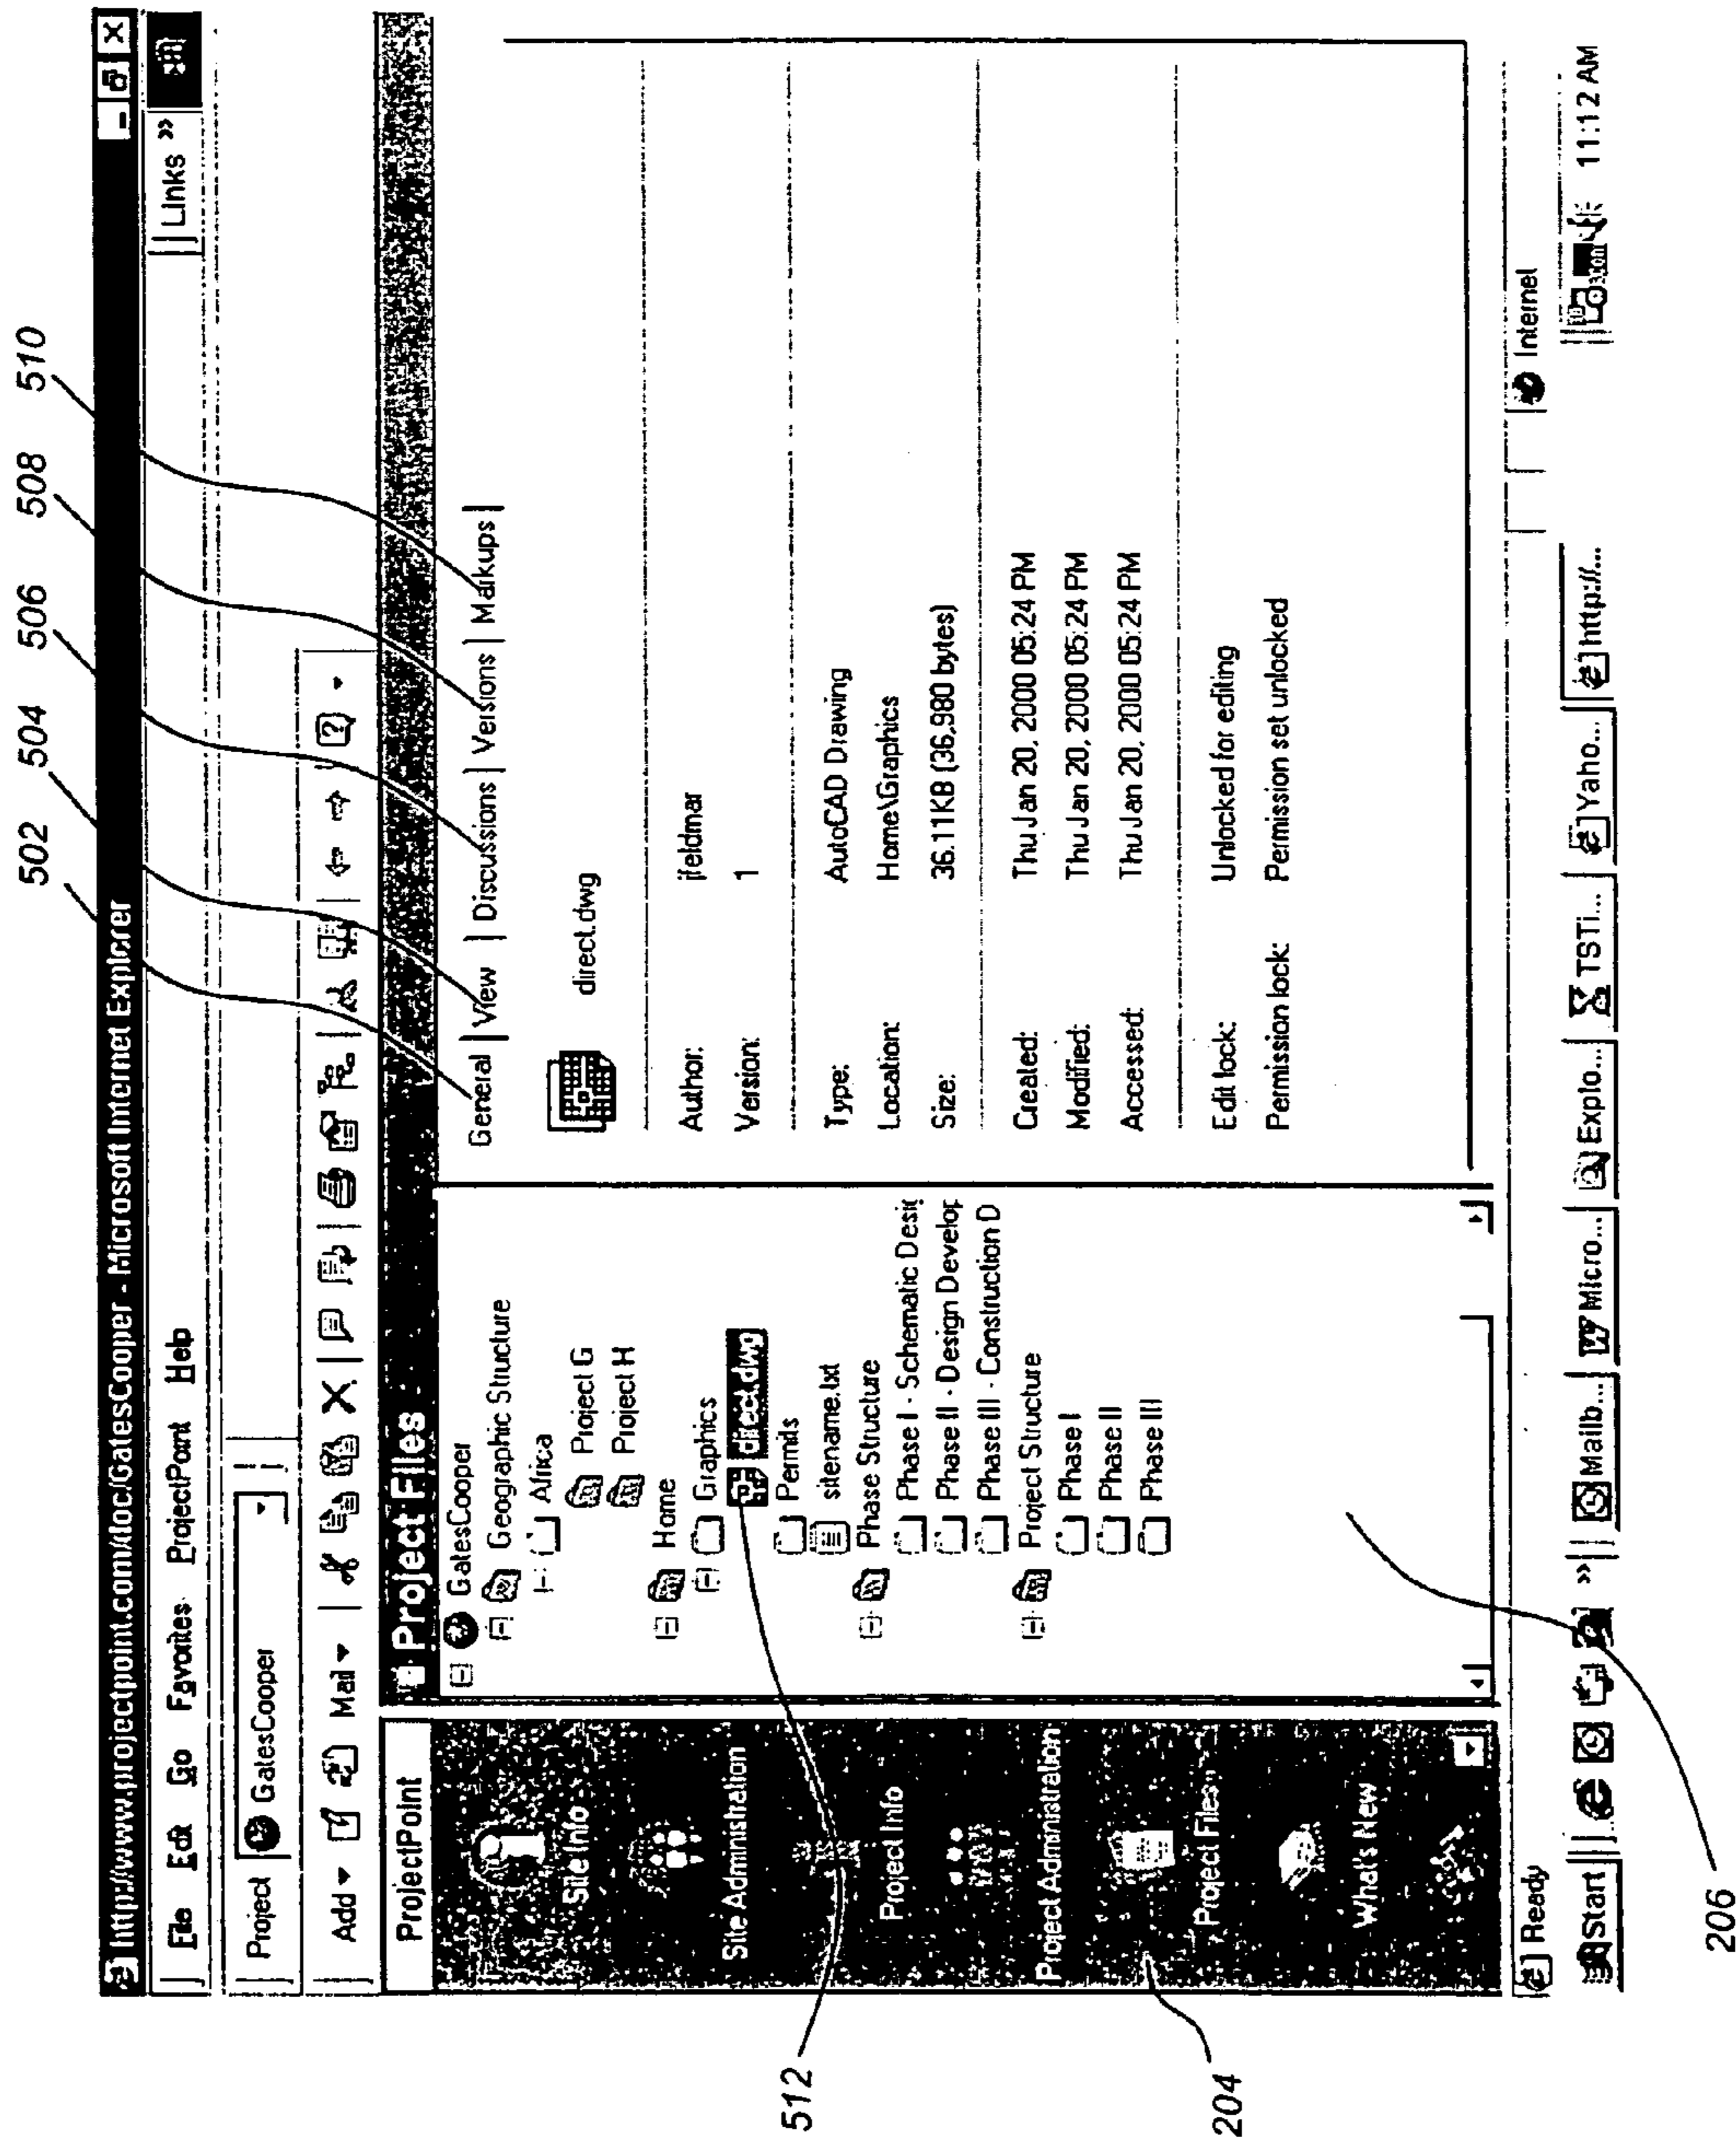 502 504 506 508 510
http://www.projectpoint.com/loc/GatesCooper - Microsoft Internet Explorer
File Edit Go Favorites ProjectPoint Help
Links »
Project GatesCooper
Add Mail
ProjectPoint
Project Files
Site Info
Site Administration
Project Info
Project Administration
Project Files
What's New
GatesCooper
Geographic Structure
Africa
Project G
Project H
Home
Graphics
direct.dwg
Permits
sitename.txt
Phase Structure
Phase I - Schematic Desig
Phase II - Design Develop
Phase III - Construction D
Project Structure
Phase I
Phase II
Phase III
General | View | Discussions | Versions | Markups |
direct.dwg
Author: jfeldmar
Version: 1
Type: AutoCAD Drawing
Location: Home\Graphics
Size: 36.11KB (36,980 bytes)
Created: Thu Jan 20, 2000 05:24 PM
Modified: Thu Jan 20, 2000 05:24 PM
Accessed: Thu Jan 20, 2000 05:24 PM
Edit lock: Unlocked for editing
Permission lock: Permission set unlocked
Ready
Internet
Start » Mailb... Micro... Explo... TSTi... Yaho... http://... 11:12 AM
512
204
206